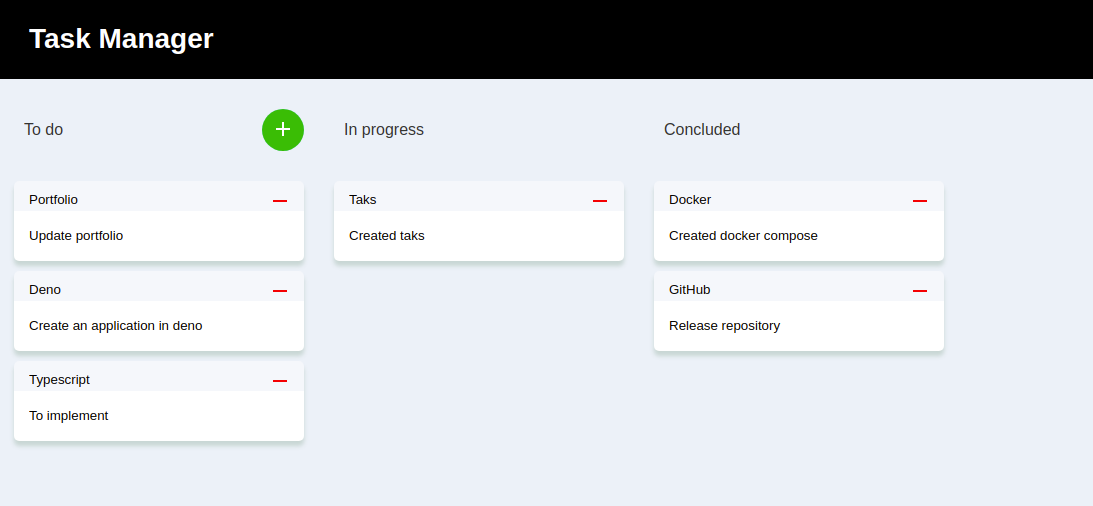 Task Manager
To do
Portfolio
Update portfolio
Deno
Create an application in deno
Typescript
To implement
In progress
Taks
Created taks
Concluded
Docker
Created docker compose
GitHub
Release repository